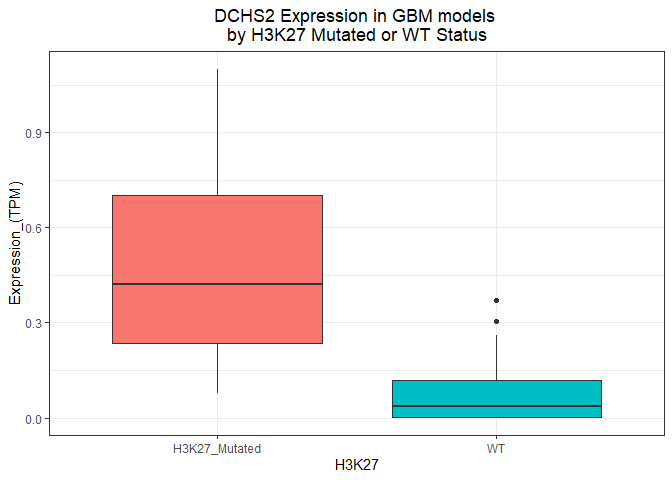 DCHS2 Expression in GBM models
by H3K27 Mutated or WT Status
Expression_(TPM)
0.9
0.6
0.3
0.0
H3K27_Mutated
WT
H3K27